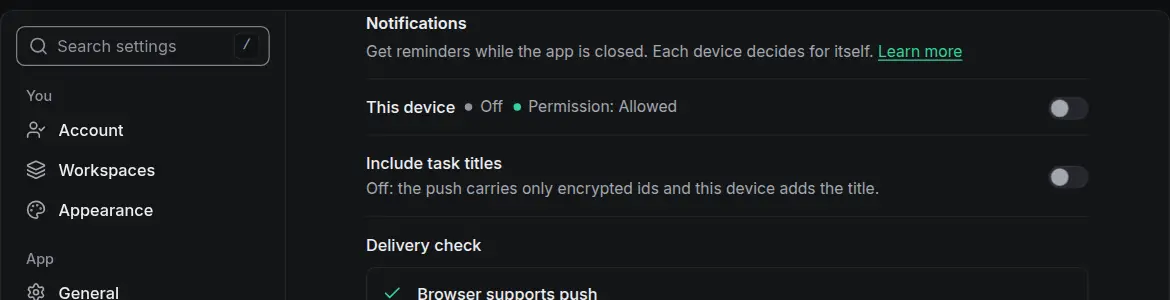 Search settings /
You
Account
Workspaces
Appearance
App
General
Notifications
Get reminders while the app is closed. Each device decides for itself. Learn more
This device Off Permission: Allowed
Include task titles
Off: the push carries only encrypted ids and this device adds the title.
Delivery check
Browser supports push